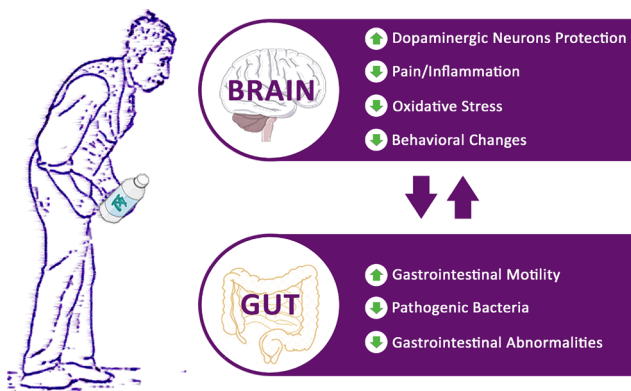 BRAIN
Dopaminergic Neurons Protection
Pain/Inflammation
Oxidative Stress
Behavioral Changes
GUT
Gastrointestinal Motility
Pathogenic Bacteria
Gastrointestinal Abnormalities